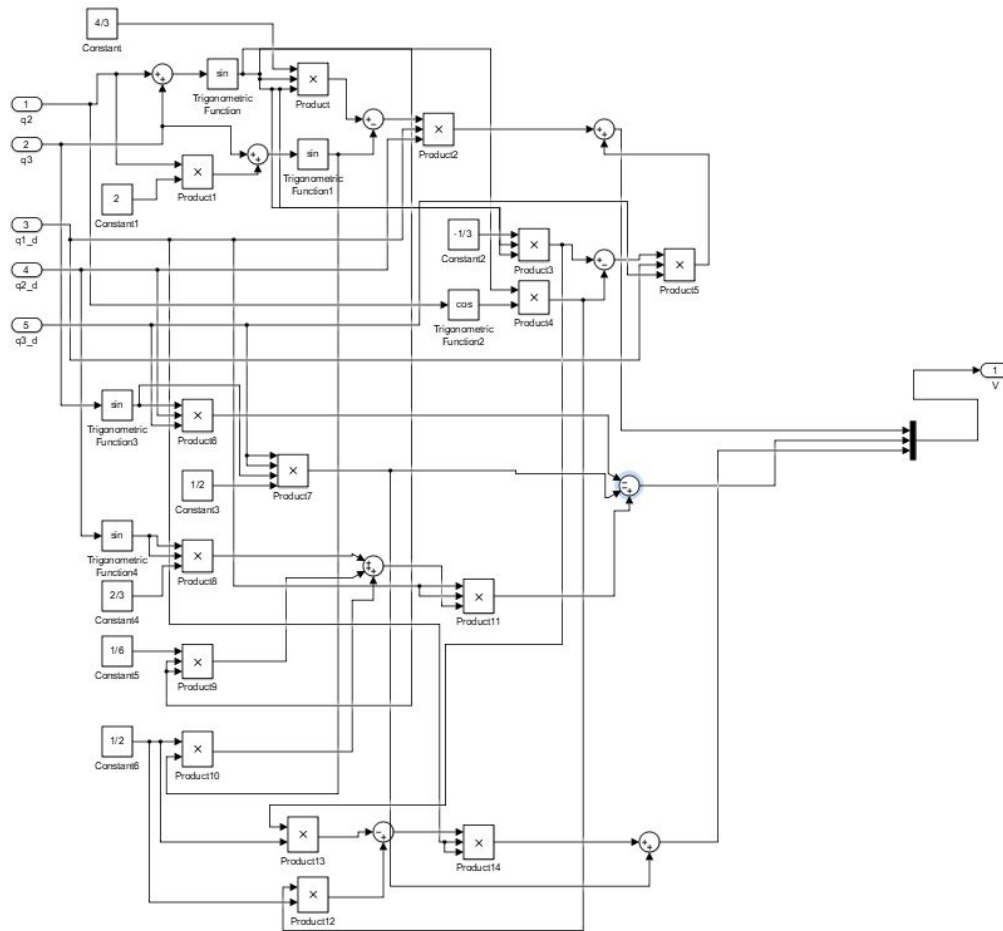 4/3
Constant
sin
Trigonometric
Function
×
Product
1
q2
2
q3
2
Constant1
×
Product1
sin
Trigonometric
Function1
×
Product2
3
q1_d
4
q2_d
5
q3_d
-1/3
Constant2
×
Product3
cos
Trigonometric
Function2
×
Product4
×
Product5
1
V
sin
Trigonometric
Function3
×
Product6
1/2
Constant3
×
Product7
sin
Trigonometric
Function4
×
Product8
2/3
Constant4
×
Product11
1/6
Constant5
×
Product9
1/2
Constant6
×
Product10
×
Product13
×
Product14
×
Product12